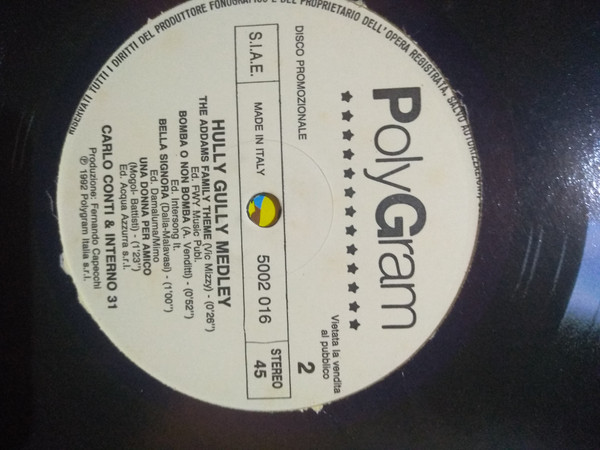 TUTTI I DIRITTI DEL PRODUTTORE FONOGRAFICO E DEL PROPRIETARIO DELL'OPERA REGISTRATA, SALVO
PolyGram
Vietata la vendita
al pubblico
DISCO PROMOZIONALE
2
S.I.A.E.
MADE IN ITALY
5002 016
STEREO
45
HULLY GULLY MEDLEY
THE ADDAMS FAMILY THEME (Vic Mizzy) - (0'26")
Ed. FWY Music Publ.
BOMBA O NON BOMBA (A. Venditti) - (0'52")
Ed. Intersong It.
BELLA SIGNORA (Dalla-Malavasi) - (1'00")
Ed. Damaluma/Mimo
UNA DONNA PER AMICO
(Mogol- Battisti) - (1'23")
Ed. Acqua Azzurra s.r.l.
CARLO CONTI & INTERNO 31
Produzione: Fernando Capecchi
℗ 1992 Polygram Italia s.r.l.